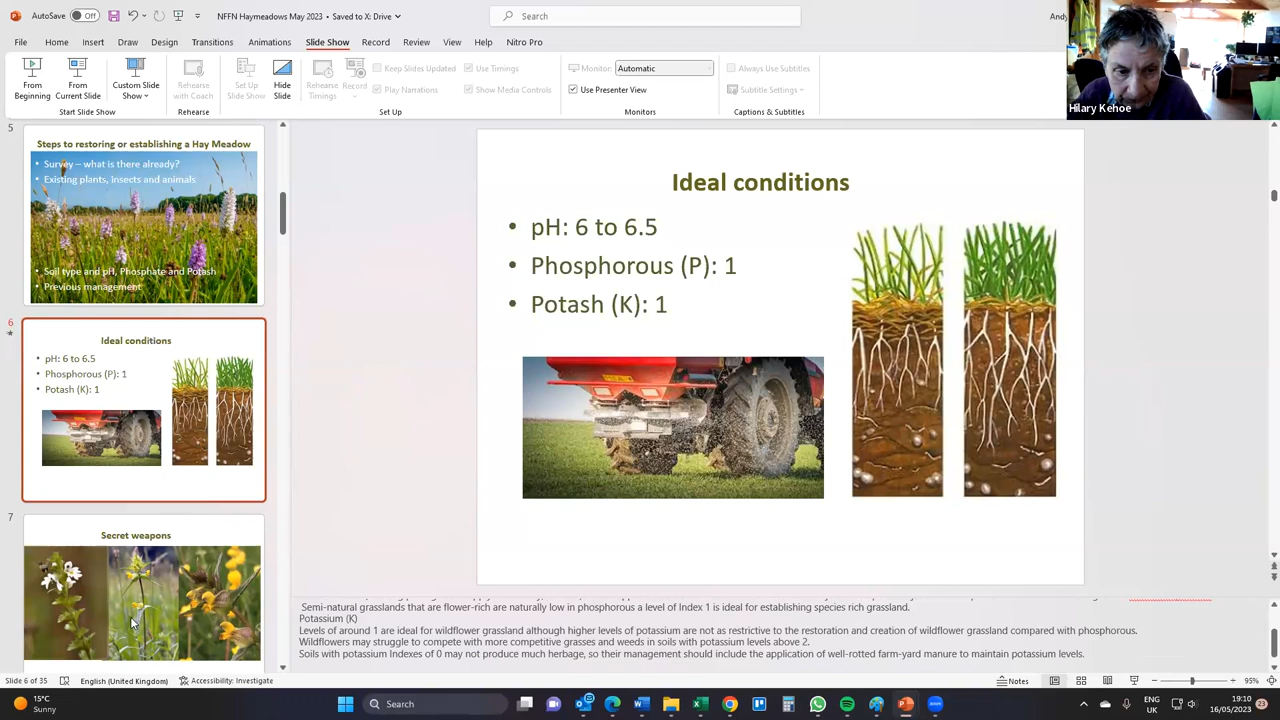 AutoSave Off
NFFN Haymeadows May 2023 • Saved to X: Drive
Search
Andy
File Home Insert Draw Design Transitions Animations Slide Show Record Review View Help Nitro Pro
From Beginning
From Current Slide
Custom Slide Show
Rehearse with Coach
Set Up Slide Show
Hide Slide
Rehearse Timings
Record
Keep Slides Updated
Use Timings
Play Narrations
Show Media Controls
Monitor: Automatic
Use Presenter View
Always Use Subtitles
Subtitle Settings
Start Slide Show
Rehearse
Set Up
Monitors
Captions & Subtitles
Hilary Kehoe
5
Steps to restoring or establishing a Hay Meadow
• Survey – what is there already?
• Existing plants, insects and animals
• Soil type and pH, Phosphate and Potash
• Previous management
6
Ideal conditions
• pH: 6 to 6.5
• Phosphorous (P): 1
• Potash (K): 1
7
Secret weapons
Ideal conditions
• pH: 6 to 6.5
• Phosphorous (P): 1
• Potash (K): 1
Semi-natural grasslands that are flower-rich are naturally low in phosphorous a level of Index 1 is ideal for establishing species rich grassland.
Potassium (K)
Levels of around 1 are ideal for wildflower grassland although higher levels of potassium are not as restrictive to the restoration and creation of wildflower grassland compared with phosphorous.
Wildflowers may struggle to compete with more competitive grasses and weeds in soils with potassium levels above 2.
Soils with potassium Indexes of 0 may not produce much herbage, so their management should include the application of well-rotted farm-yard manure to maintain potassium levels.
Slide 6 of 35
English (United Kingdom)
Accessibility: Investigate
Notes
95%
15°C
Sunny
Search
ENG
UK
19:10
16/05/2023
23